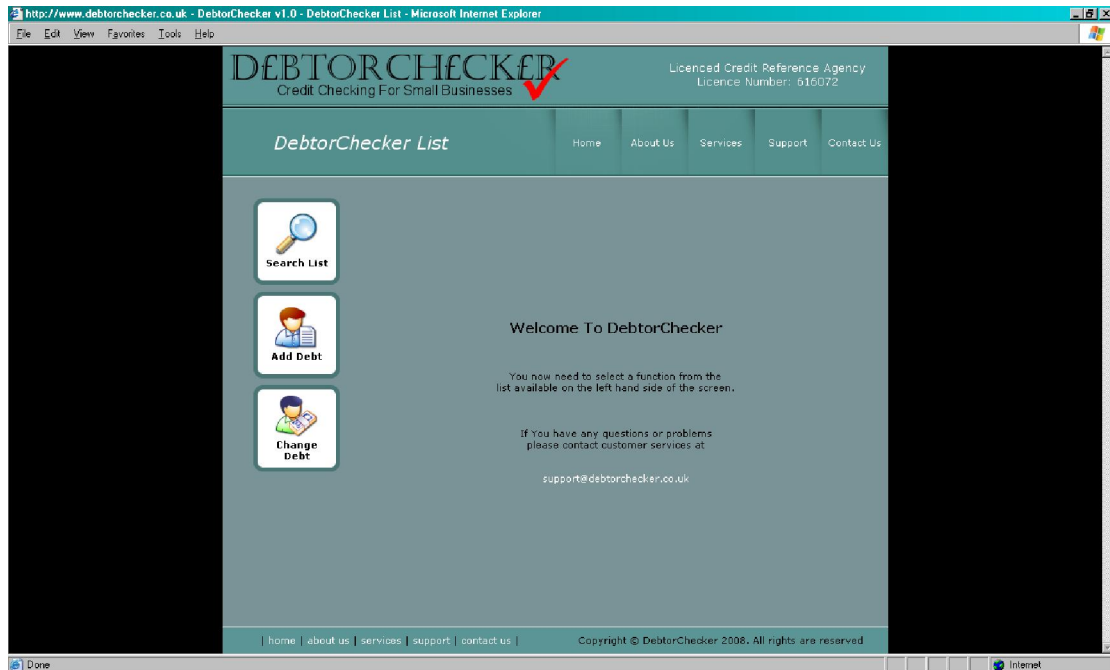 http://www.debtorchecker.co.uk - DebtorChecker v1.0 - DebtorChecker List - Microsoft Internet Explorer
File Edit View Favorites Tools Help
D£BTORCH£CK£R
Credit Checking For Small Businesses
Licenced Credit Reference Agency
Licence Number: 616072
DebtorChecker List
Home About Us Services Support Contact Us
Search List
Add Debt
Change
Debt
Welcome To DebtorChecker
You now need to select a function from the
list available on the left hand side of the screen.
If You have any questions or problems
please contact customer services at
support@debtorchecker.co.uk
| home | about us | services | support | contact us |
Copyright © DebtorChecker 2008. All rights are reserved
Done
Internet